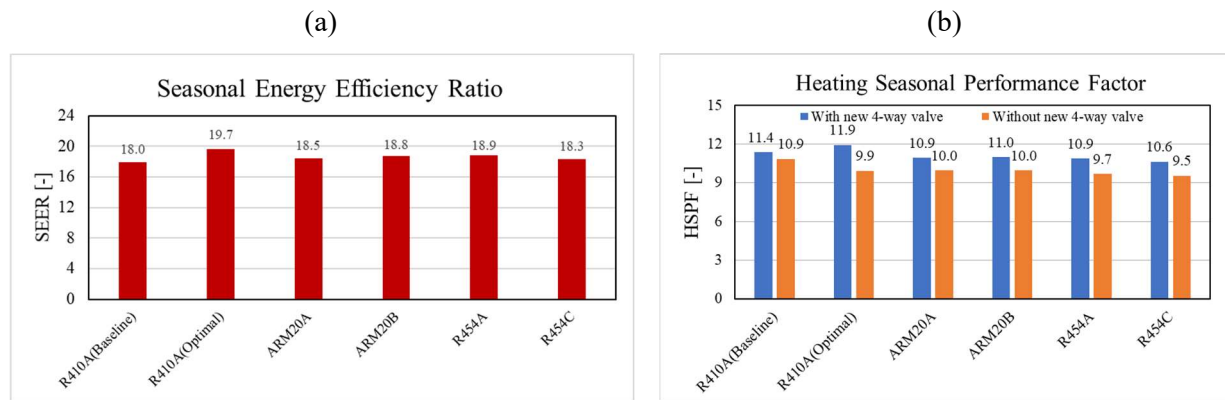 (a)
Seasonal Energy Efficiency Ratio
SEER [-]
24
20
16
12
8
4
0
18.0
19.7
18.5
18.8
18.9
18.3
R410A(Baseline)
R410A(Optimal)
ARM20A
ARM20B
R454A
R454C
(b)
Heating Seasonal Performance Factor
With new 4-way valve
Without new 4-way valve
HSPF [-]
15
12
9
6
3
0
11.4
10.9
11.9
9.9
10.9
10.0
11.0
10.0
10.9
9.7
10.6
9.5
R410A(Baseline)
R410A(Optimal)
ARM20A
ARM20B
R454A
R454C